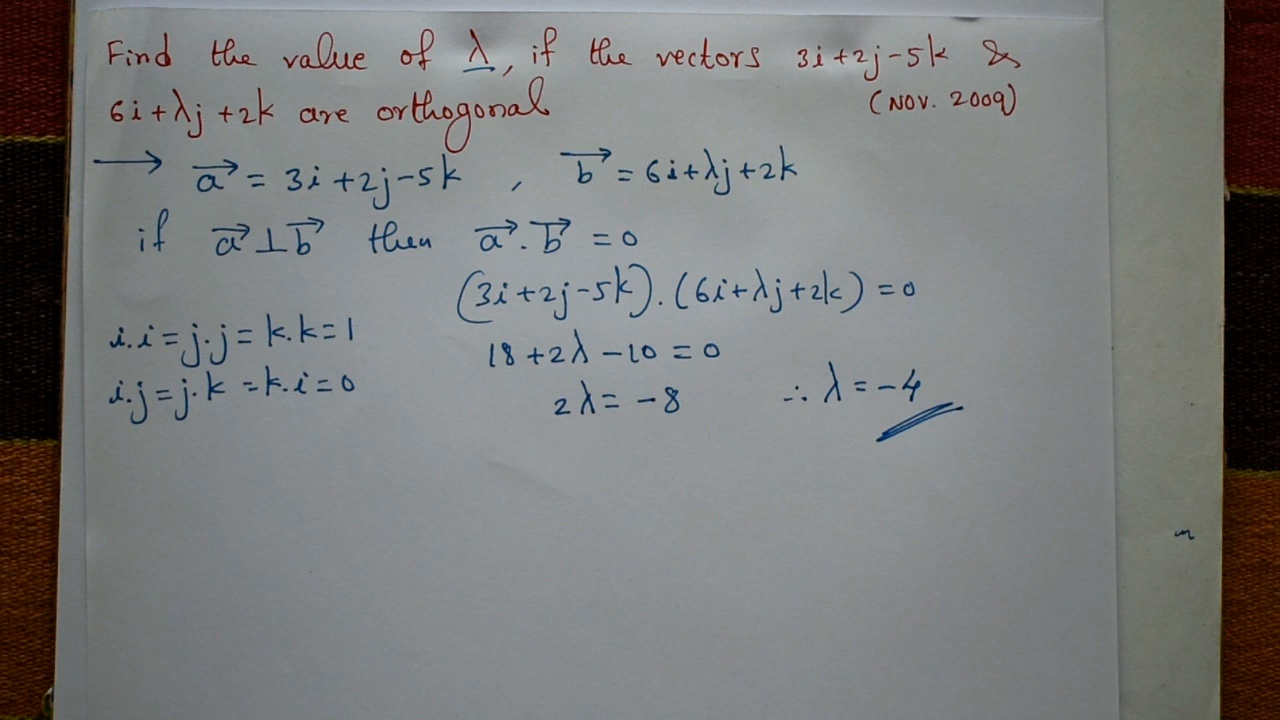 Find the value of λ, if the vectors 3i+2j-5k &
6i+λj+2k are orthogonal (NOV. 2009)
→ a⃗ = 3i+2j-5k , b⃗ = 6i+λj+2k
if a⃗ ⊥ b⃗ then a⃗ . b⃗ = 0
(3i+2j-5k).(6i+λj+2k)=0
i.i=j.j=k.k=1
18+2λ-10=0
i.j=j.k=k.i=0
2λ=-8 ∴ λ=-4